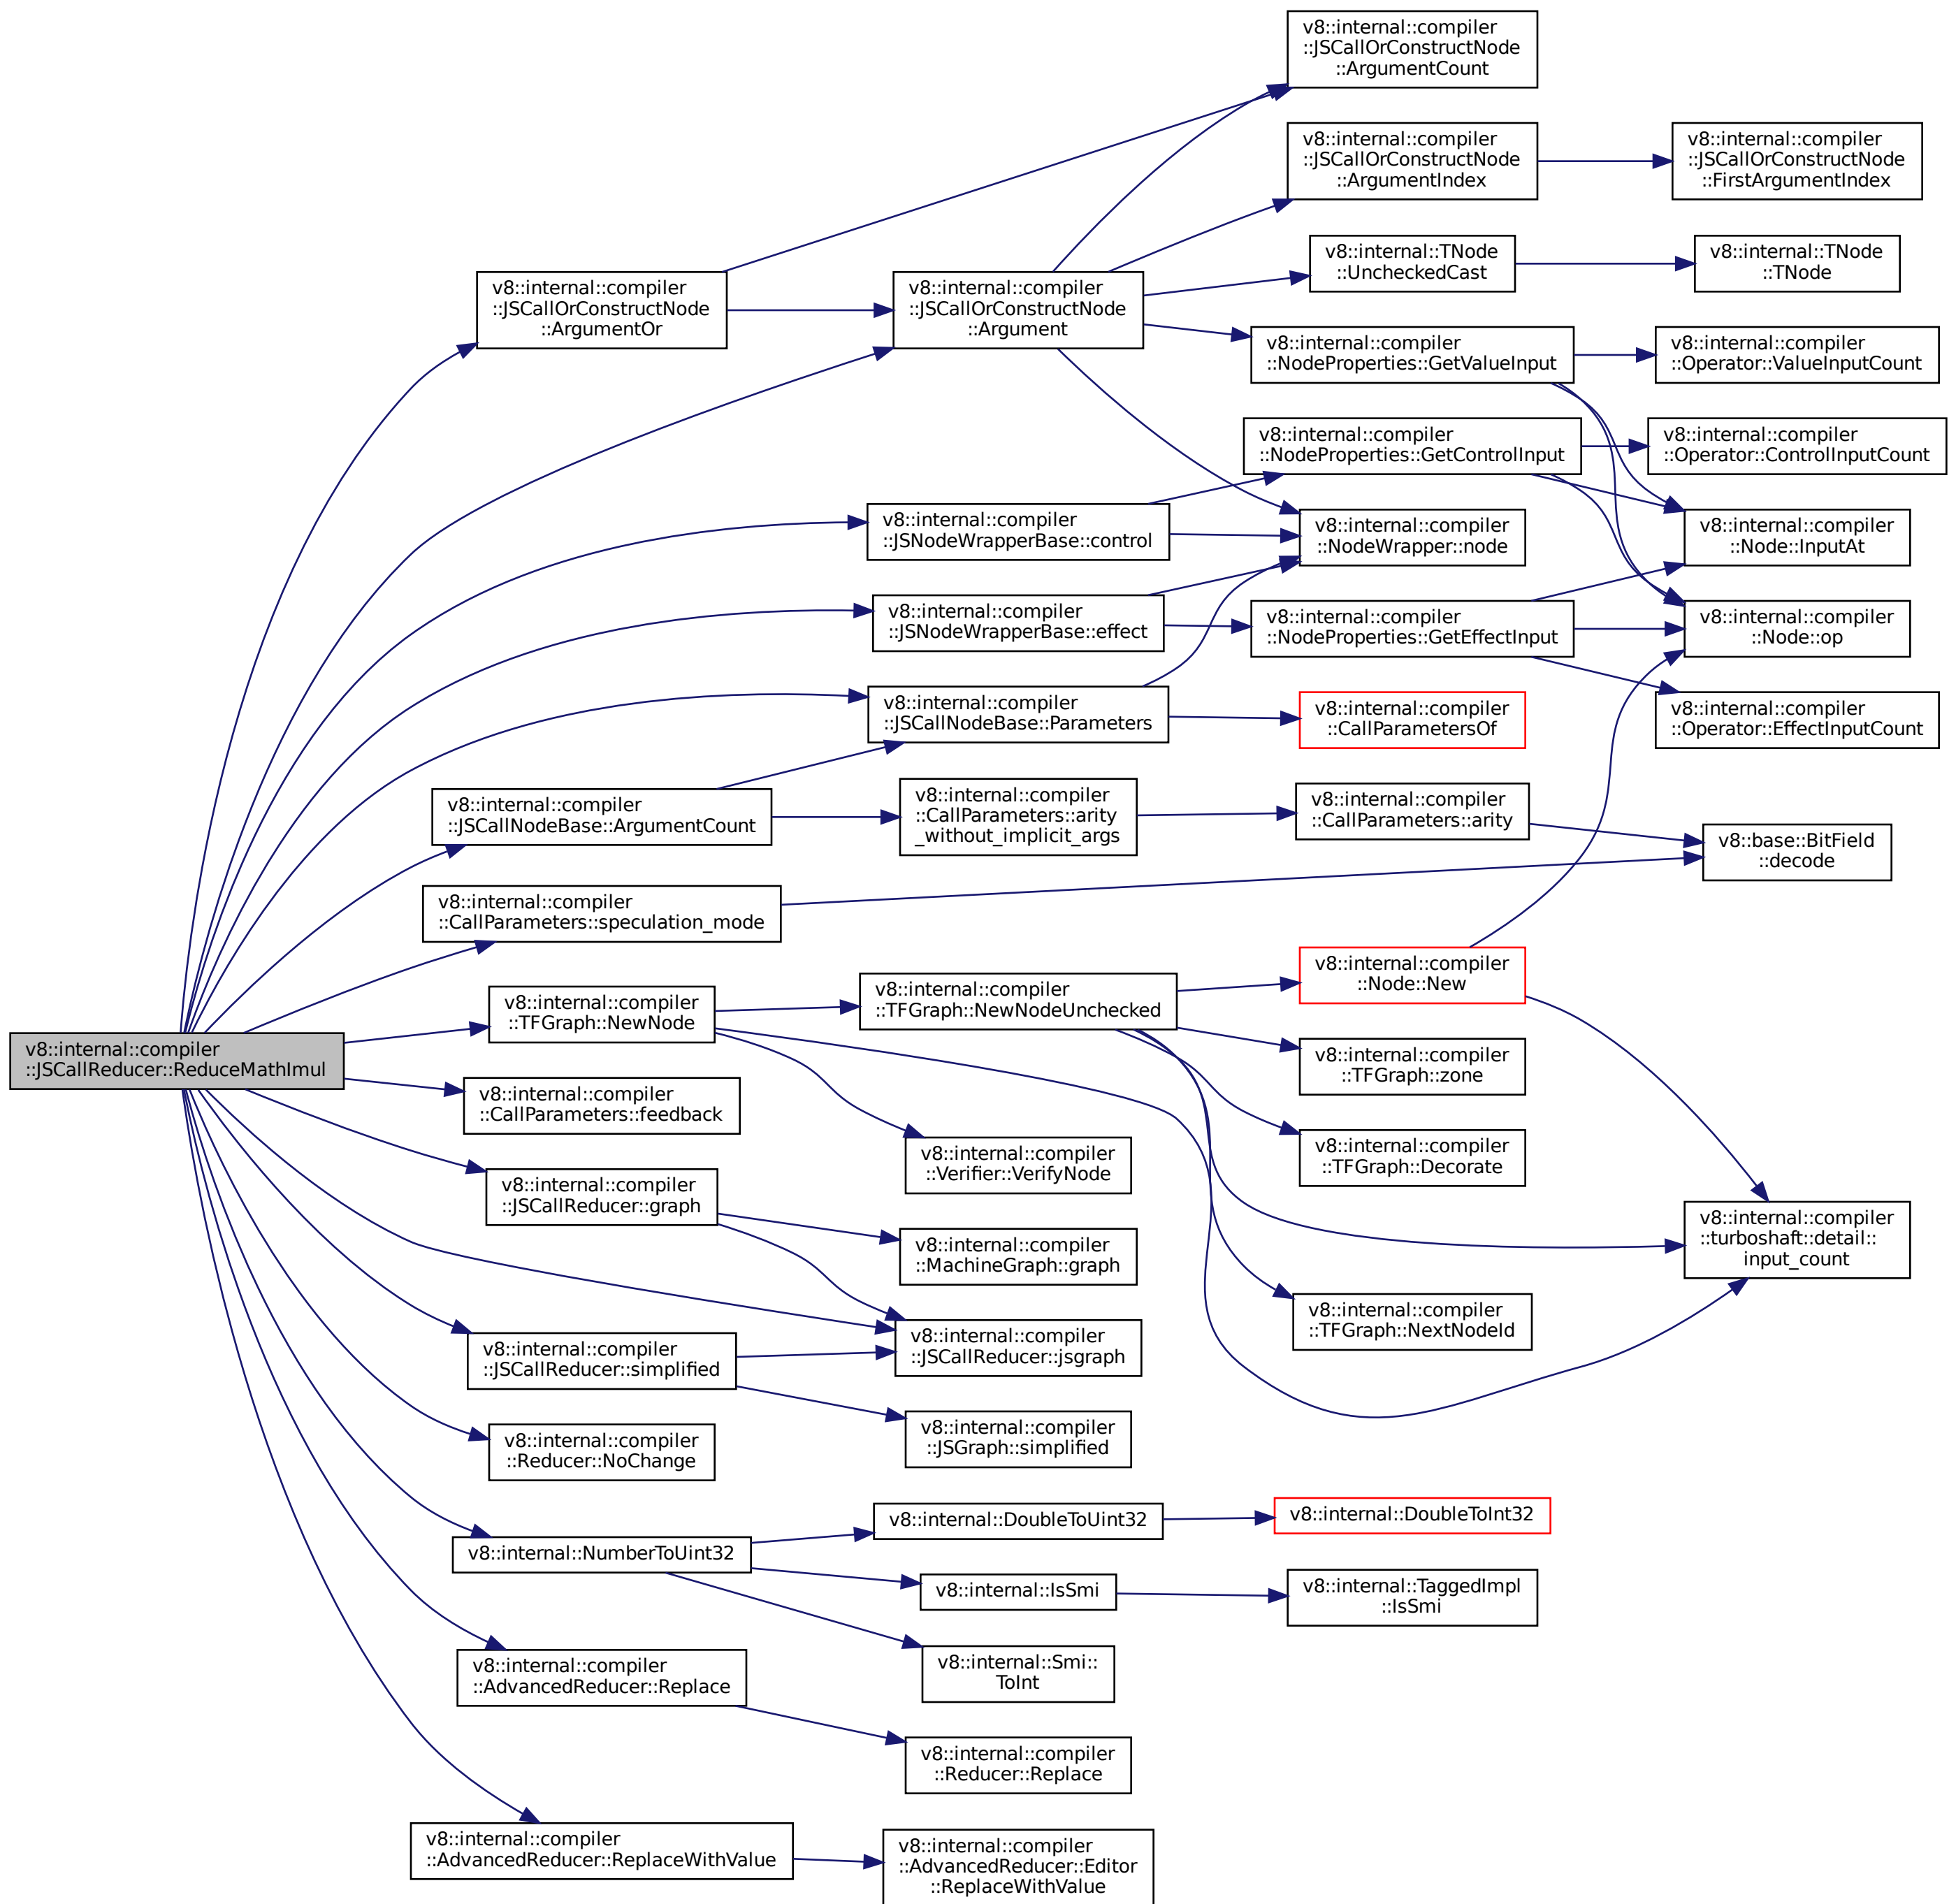 v8::internal::compiler
::JSCallReducer::ReduceMathImul
v8::internal::compiler
::JSCallOrConstructNode
::ArgumentOr
v8::internal::compiler
::JSCallNodeBase::ArgumentCount
v8::internal::compiler
::CallParameters::speculation_mode
v8::internal::compiler
::TFGraph::NewNode
v8::internal::compiler
::CallParameters::feedback
v8::internal::compiler
::JSCallReducer::graph
v8::internal::compiler
::JSCallReducer::simplified
v8::internal::compiler
::Reducer::NoChange
v8::internal::NumberToUint32
v8::internal::compiler
::AdvancedReducer::Replace
v8::internal::compiler
::AdvancedReducer::ReplaceWithValue
v8::internal::compiler
::JSCallOrConstructNode
::Argument
v8::internal::compiler
::JSNodeWrapperBase::control
v8::internal::compiler
::JSNodeWrapperBase::effect
v8::internal::compiler
::JSCallNodeBase::Parameters
v8::internal::compiler
::CallParameters::arity
_without_implicit_args
v8::internal::compiler
::TFGraph::NewNodeUnchecked
v8::internal::compiler
::Verifier::VerifyNode
v8::internal::compiler
::MachineGraph::graph
v8::internal::compiler
::JSCallReducer::jsgraph
v8::internal::compiler
::JSGraph::simplified
v8::internal::DoubleToUint32
v8::internal::IsSmi
v8::internal::Smi::
ToInt
v8::internal::compiler
::Reducer::Replace
v8::internal::compiler
::AdvancedReducer::Editor
::ReplaceWithValue
v8::internal::compiler
::JSCallOrConstructNode
::ArgumentCount
v8::internal::compiler
::JSCallOrConstructNode
::ArgumentIndex
v8::internal::TNode
::UncheckedCast
v8::internal::compiler
::NodeProperties::GetValueInput
v8::internal::compiler
::NodeProperties::GetControlInput
v8::internal::compiler
::NodeWrapper::node
v8::internal::compiler
::NodeProperties::GetEffectInput
v8::internal::compiler
::CallParametersOf
v8::internal::compiler
::CallParameters::arity
v8::internal::compiler
::Node::New
v8::internal::compiler
::TFGraph::zone
v8::internal::compiler
::TFGraph::Decorate
v8::internal::compiler
::TFGraph::NextNodeId
v8::internal::DoubleToInt32
v8::internal::TaggedImpl
::IsSmi
v8::internal::compiler
::JSCallOrConstructNode
::FirstArgumentIndex
v8::internal::TNode
::TNode
v8::internal::compiler
::Operator::ValueInputCount
v8::internal::compiler
::Operator::ControlInputCount
v8::internal::compiler
::Node::InputAt
v8::internal::compiler
::Node::op
v8::internal::compiler
::Operator::EffectInputCount
v8::base::BitField
::decode
v8::internal::compiler
::turboshaft::detail::
input_count